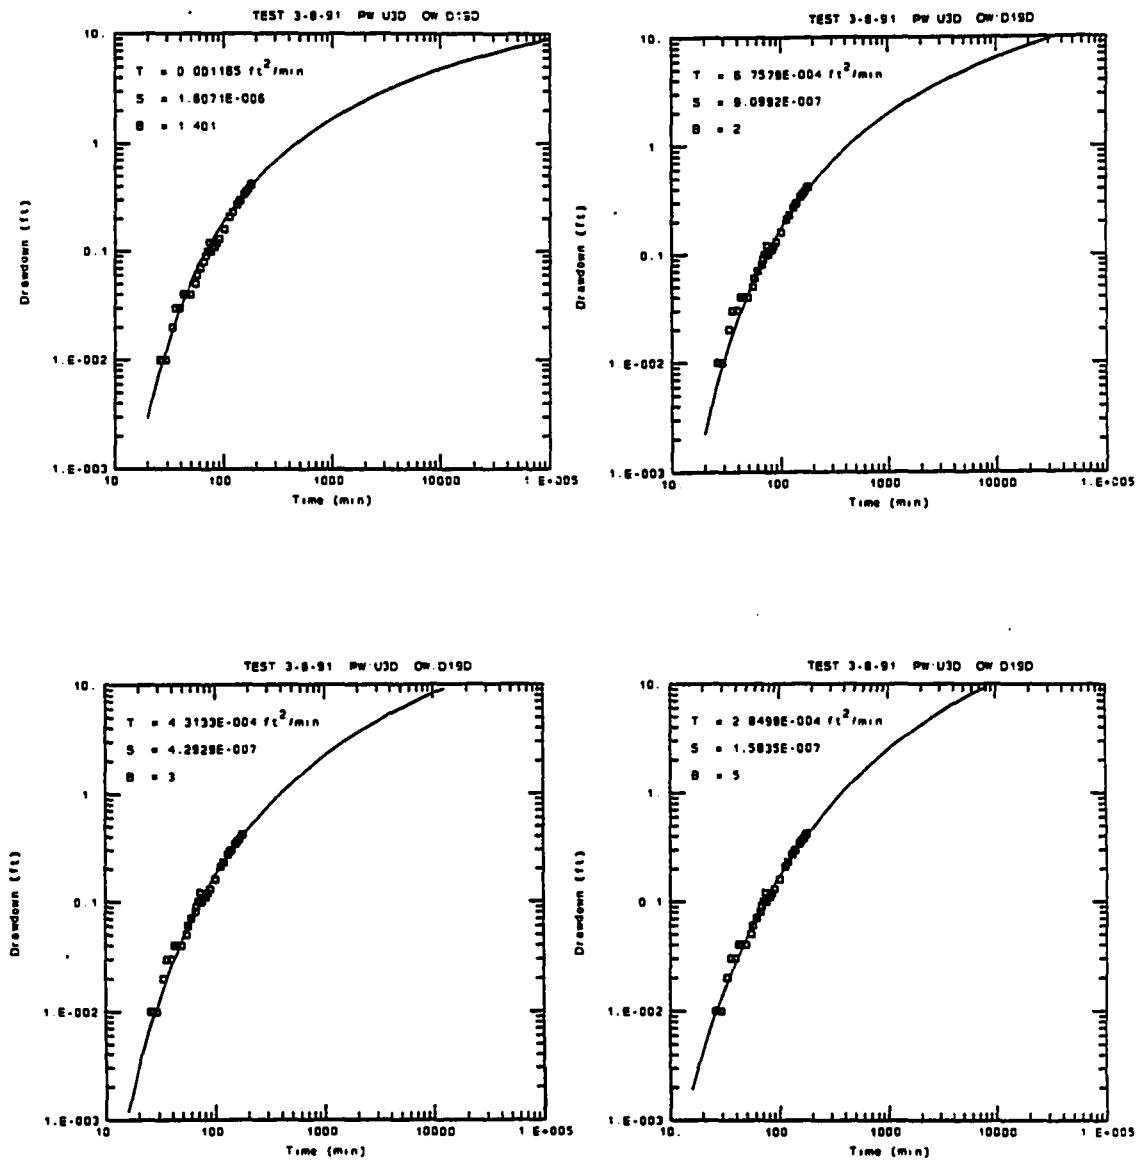 TEST 3-8-91 PW U3D OW D19D
10.
T = 0 001185 ft2/min
S = 1.6071E-006
B = 1 401
1
0.1
1.E-002
1.E-003
Drawdown (ft)
10 100 1000 10000 1 E+005
Time (min)
TEST 3-8-91 PW U3D OW D19D
10.
T = 6 7579E-004 ft2/min
S = 9.0992E-007
B = 2
1
0.1
1.E-002
1.E-003
Drawdown (ft)
10. 100 1000 10000 1.E+005
Time (min)
TEST 3-8-91 PW U3D OW D19D
10.
T = 4 3133E-004 ft2/min
S = 4.2929E-007
B = 3
1
0.1
1.E-002
1.E-003
Drawdown (ft)
10 100 1000 10000 1 E+005
Time (min)
TEST 3-8-91 PW U3D OW D19D
10.
T = 2 8499E-004 ft2/min
S = 1.5835E-007
B = 5
1.
0.1
1.E-002
1.E-003
Drawdown (ft)
10. 100 1000 10000 1.E+005
Time (min)